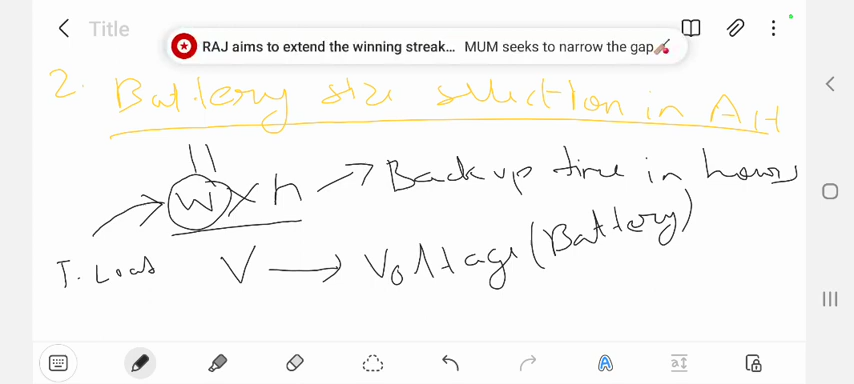 Title
RAJ aims to extend the winning streak... MUM seeks to narrow the gap
2. Battery size selection in AH
W x h → Back up time in hours
T. Load V → Voltage (Battery)